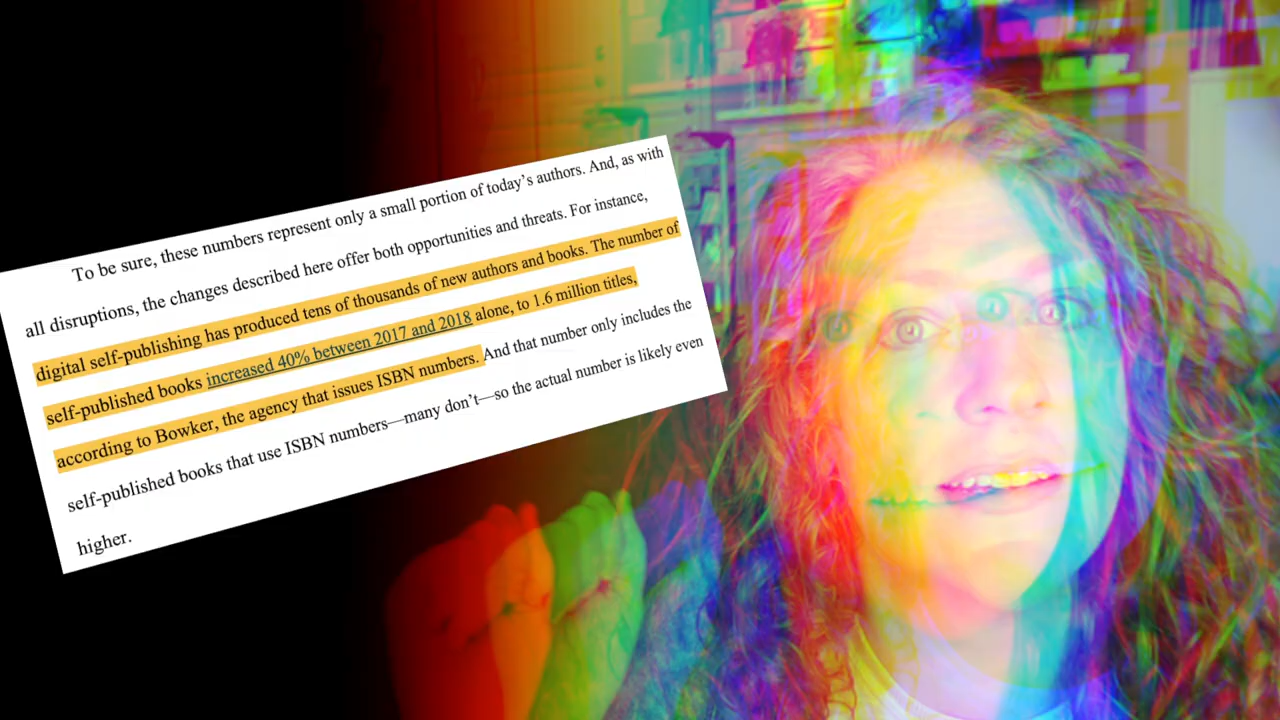 To be sure, these numbers represent only a small portion of today’s authors. And, as with
all disruptions, the changes described here offer both opportunities and threats. For instance,
digital self-publishing has produced tens of thousands of new authors and books. The number of
self-published books increased 40% between 2017 and 2018 alone, to 1.6 million titles,
according to Bowker, the agency that issues ISBN numbers. And that number only includes the
self-published books that use ISBN numbers—many don’t—so the actual number is likely even
higher.